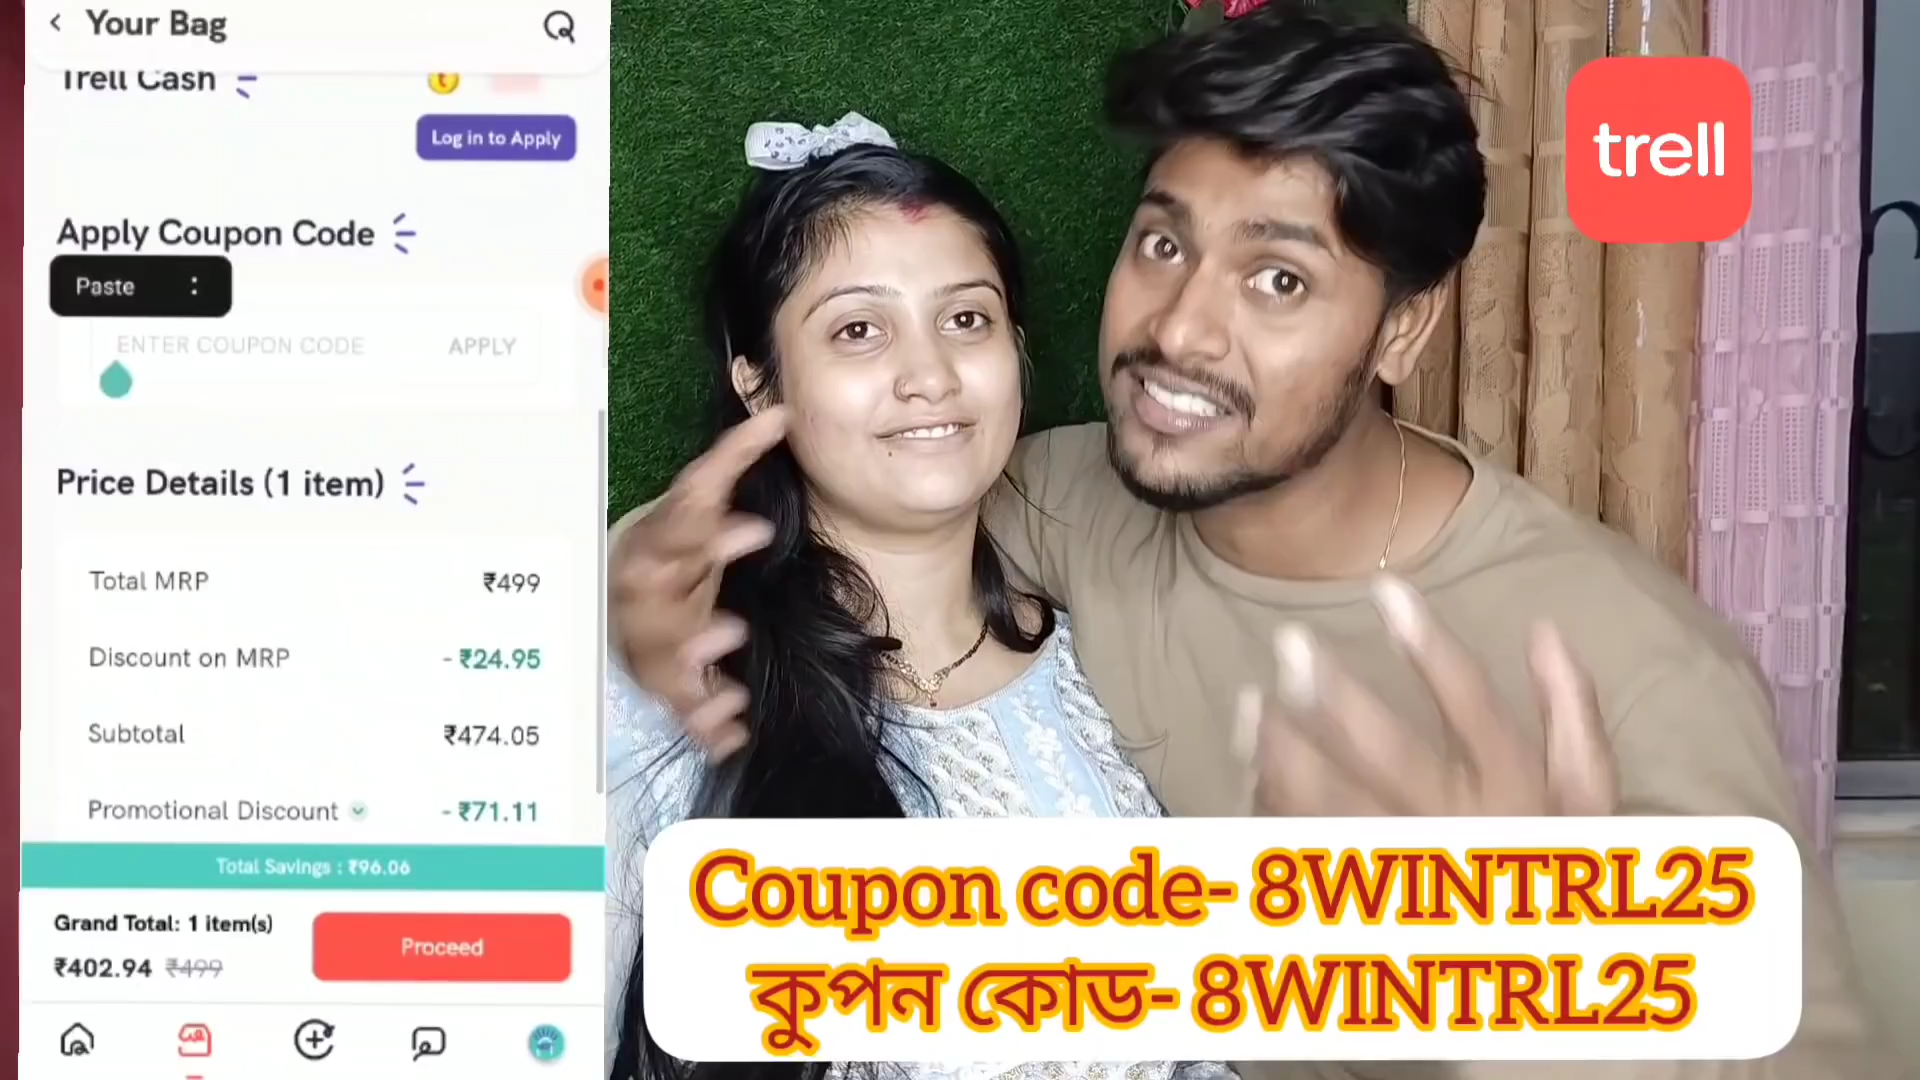 Your Bag
Trell Cash
Log in to Apply
Apply Coupon Code
Paste
ENTER COUPON CODE APPLY
Price Details (1 item)
Total MRP ₹499
Discount on MRP - ₹24.95
Subtotal ₹474.05
Promotional Discount - ₹71.11
Total Savings : ₹96.06
Grand Total: 1 item(s)
₹402.94 ₹499
Proceed
trell
Coupon code- 8WINTRL25
কুপন কোড- 8WINTRL25